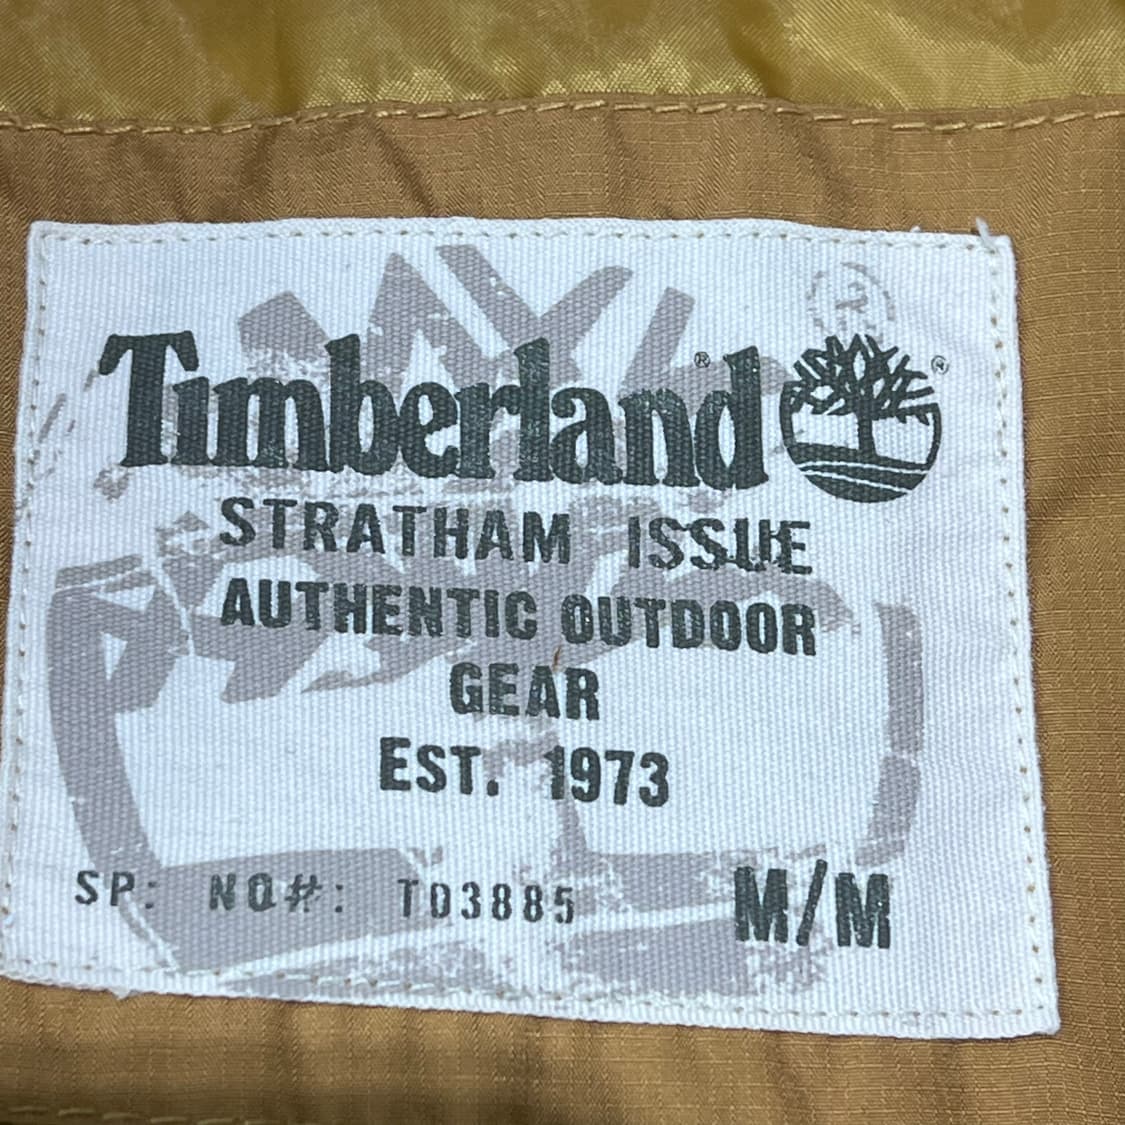 Timberland®
®
STRATHAM ISSUE
AUTHENTIC OUTDOOR
GEAR
EST. 1973
SP: NO#: TD3885 M/M